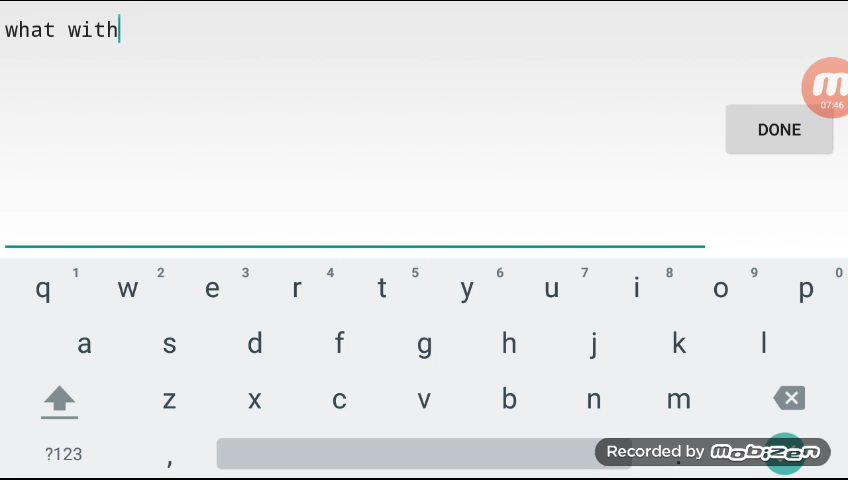 what with
07:46
DONE
q 1 w 2 e 3 r 4 t 5 y 6 u 7 i 8 o 9 p 0
a s d f g h j k l
z x c v b n m
?123 , .
Recorded by mobizen